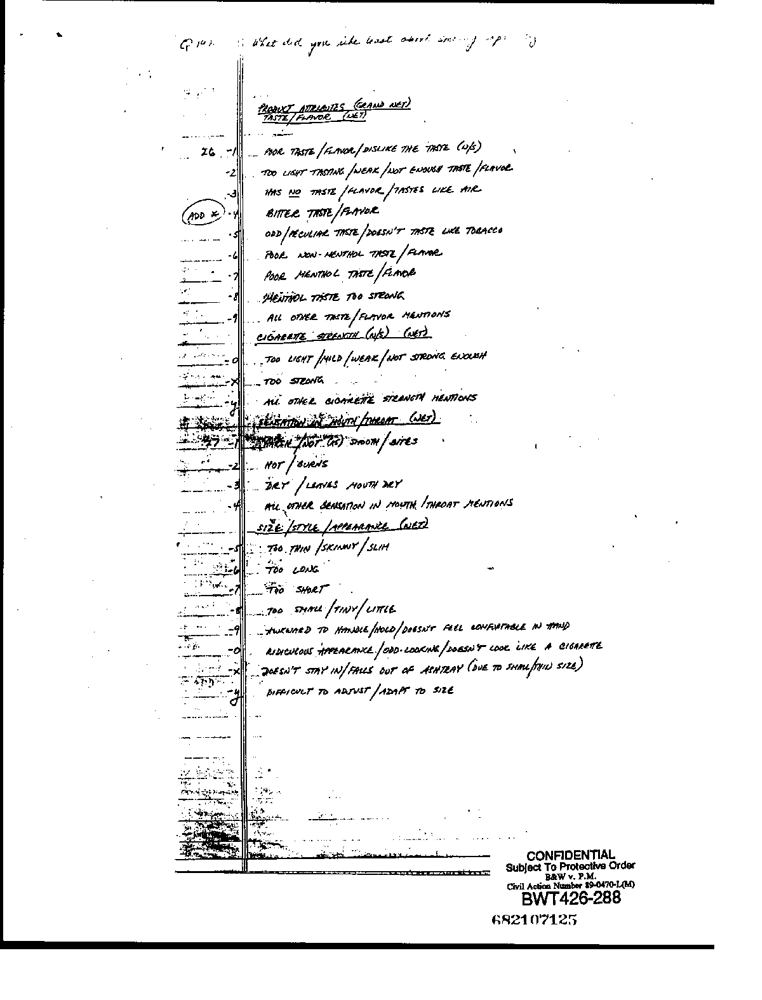 What did you like least about
PRODUCT ATTRIBUTES (GRAND NET)
TASTE/FLAVOR (NET)
26 -1 POOR TASTE/FLAVOR/DISLIKE THE TASTE (N/S)
-2 TOO LIGHT TASTING/WEAK/NOT ENOUGH TASTE/FLAVOR
-3 HAS NO TASTE/FLAVOR/TASTES LIKE AIR
ADD X -4 BITTER TASTE/FLAVOR
-5 ODD/PECULIAR TASTE/DOESN'T TASTE LIKE TOBACCO
-6 POOR NON-MENTHOL TASTE/FLAVOR
-7 POOR MENTHOL TASTE/FLAVOR
-8 MENTHOL TASTE TOO STRONG
-9 ALL OTHER TASTE/FLAVOR MENTIONS
CIGARETTE STRENGTH (N/S) (NET)
-0 TOO LIGHT/MILD/WEAK/NOT STRONG ENOUGH
-X TOO STRONG
-y ALL OTHER CIGARETTE STRENGTH MENTIONS
SENSATION IN MOUTH/THROAT (NET)
27 -1 HARSH/NOT (AS) SMOOTH/BITES
-2 HOT/BURNS
-3 DRY/LEAVES MOUTH DRY
-4 ALL OTHER SENSATION IN MOUTH/THROAT MENTIONS
SIZE/STYLE/APPEARANCE (NET)
-5 TOO THIN/SKINNY/SLIM
-6 TOO LONG
-7 TOO SHORT
-8 TOO SMALL/TINY/LITTLE
-9 AWKWARD TO HANDLE/HOLD/DOESN'T FEEL COMFORTABLE IN HAND
-0 RIDICULOUS APPEARANCE/ODD-LOOKING/DOESN'T LOOK LIKE A CIGARETTE
-X DOESN'T STAY IN/FALLS OUT OF ASHTRAY (DUE TO SMALL/THIN SIZE)
-y DIFFICULT TO ADJUST/ADAPT TO SIZE
CONFIDENTIAL
Subject To Protective Order
B&W v. P.M.
Civil Action Number 89-0470-L(M)
BWT426-288
682107125